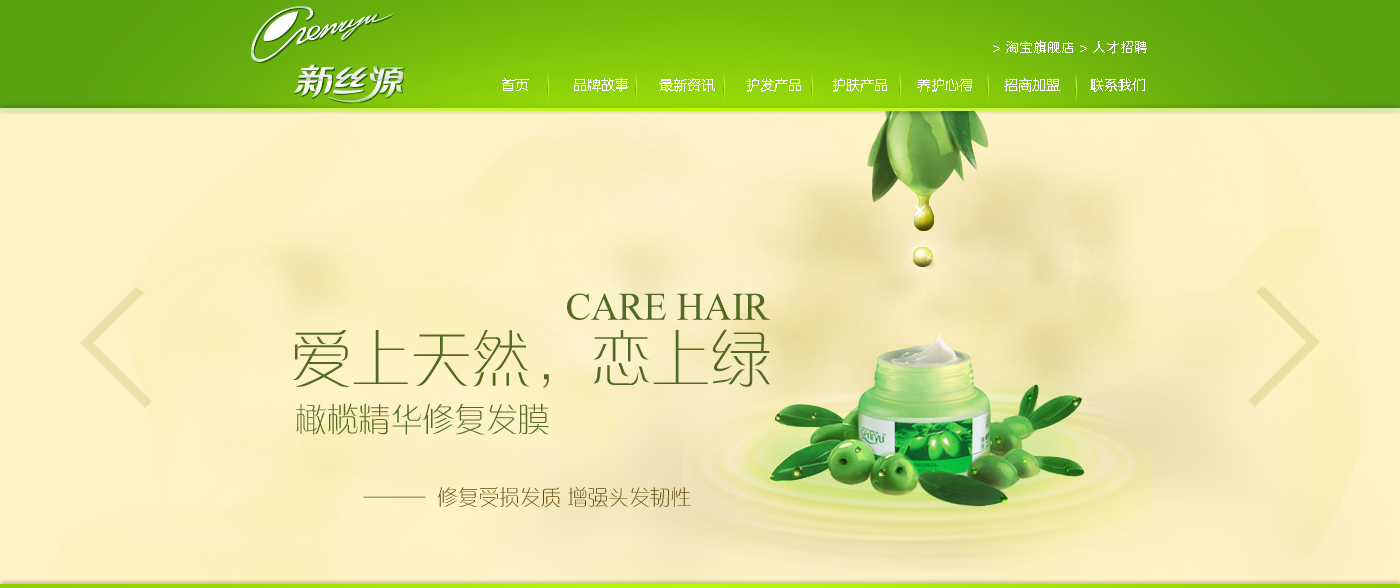 Cenryu
新丝源
> 淘宝旗舰店 > 人才招聘
首页 品牌故事 最新资讯 护发产品 护肤产品 养护心得 招商加盟 联系我们
CARE HAIR
爱上天然，恋上绿
橄榄精华修复发膜
修复受损发质 增强头发韧性